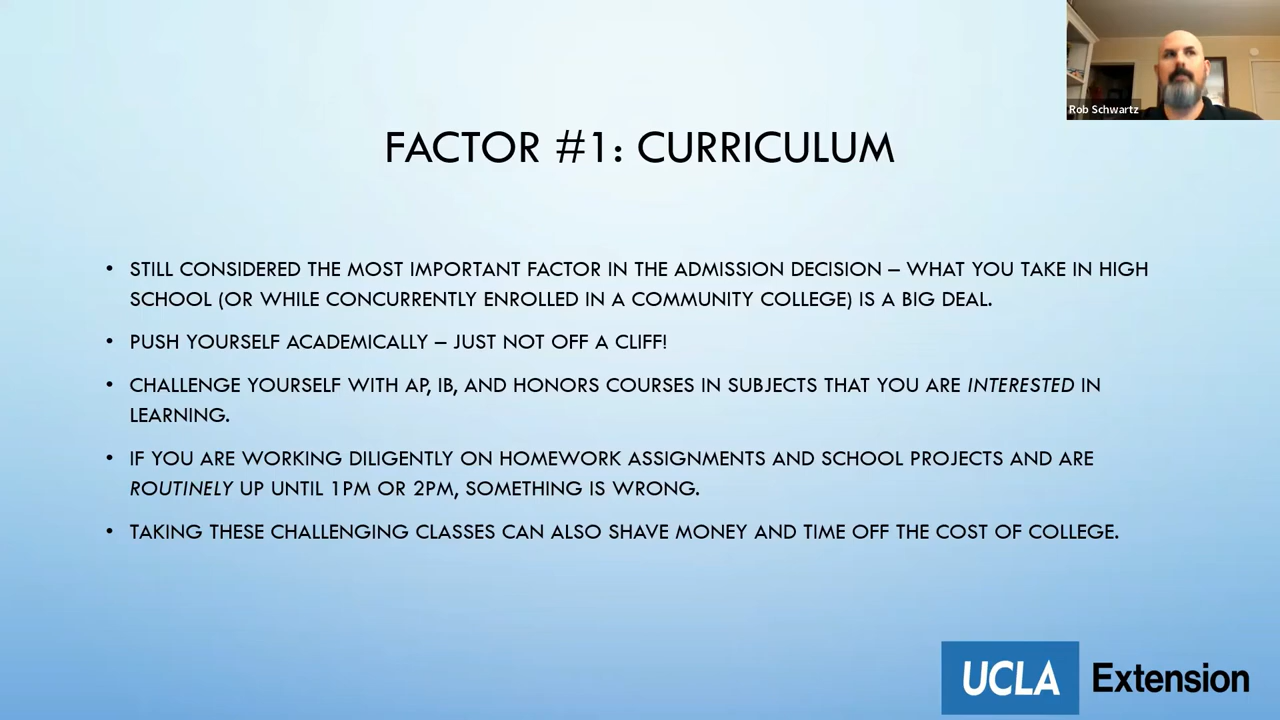 Rob Schwartz
FACTOR #1: CURRICULUM
• STILL CONSIDERED THE MOST IMPORTANT FACTOR IN THE ADMISSION DECISION – WHAT YOU TAKE IN HIGH
SCHOOL (OR WHILE CONCURRENTLY ENROLLED IN A COMMUNITY COLLEGE) IS A BIG DEAL.
• PUSH YOURSELF ACADEMICALLY – JUST NOT OFF A CLIFF!
• CHALLENGE YOURSELF WITH AP, IB, AND HONORS COURSES IN SUBJECTS THAT YOU ARE INTERESTED IN
LEARNING.
• IF YOU ARE WORKING DILIGENTLY ON HOMEWORK ASSIGNMENTS AND SCHOOL PROJECTS AND ARE
ROUTINELY UP UNTIL 1PM OR 2PM, SOMETHING IS WRONG.
• TAKING THESE CHALLENGING CLASSES CAN ALSO SHAVE MONEY AND TIME OFF THE COST OF COLLEGE.
UCLA Extension